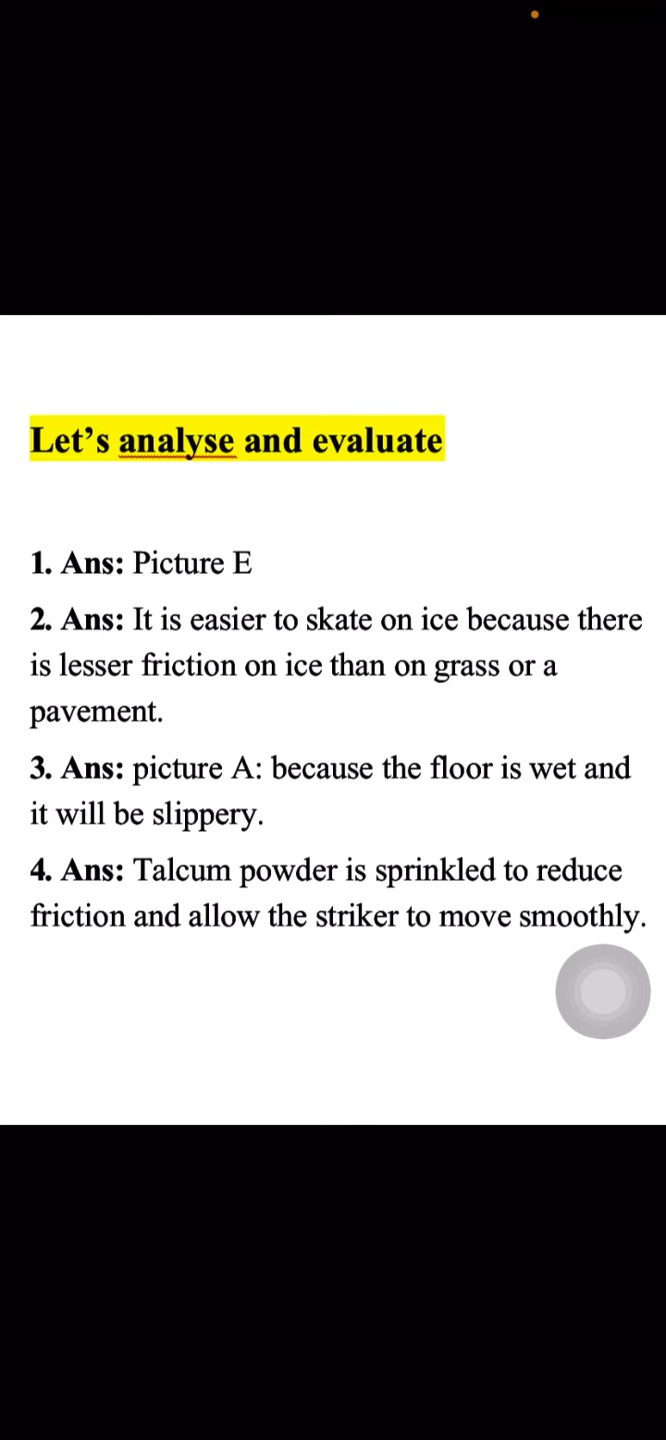 Let’s analyse and evaluate
1. Ans: Picture E
2. Ans: It is easier to skate on ice because there
is lesser friction on ice than on grass or a
pavement.
3. Ans: picture A: because the floor is wet and
it will be slippery.
4. Ans: Talcum powder is sprinkled to reduce
friction and allow the striker to move smoothly.